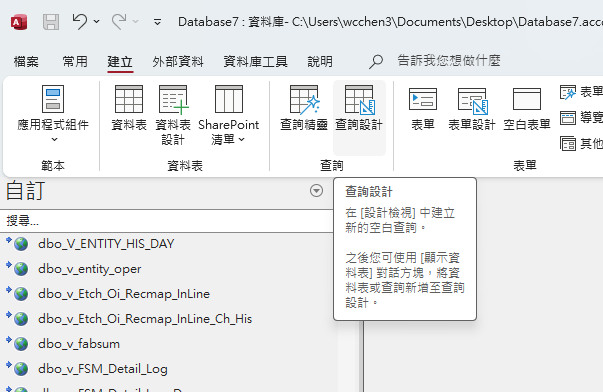 Database7 : 資料庫- C:\Users\wcchen3\Documents\Desktop\Database7.acc
檔案 常用 建立 外部資料 資料庫工具 說明 告訴我您想做什麼
應用程式組件
資料表
資料表設計
SharePoint 清單
查詢精靈
查詢設計
表單
表單設計
空白表單
表單
導覽
其他
範本 資料表 查詢 表單
自訂
搜尋...
查詢設計
在 [設計檢視] 中建立
新的空白查詢。
之後您可使用 [顯示資
料表] 對話方塊，將資
料表或查詢新增至查詢
設計。
dbo_V_ENTITY_HIS_DAY
dbo_v_entity_oper
dbo_v_Etch_Oi_Recmap_InLine
dbo_v_Etch_Oi_Recmap_InLine_Ch_His
dbo_v_fabsum
dbo_v_FSM_Detail_Log